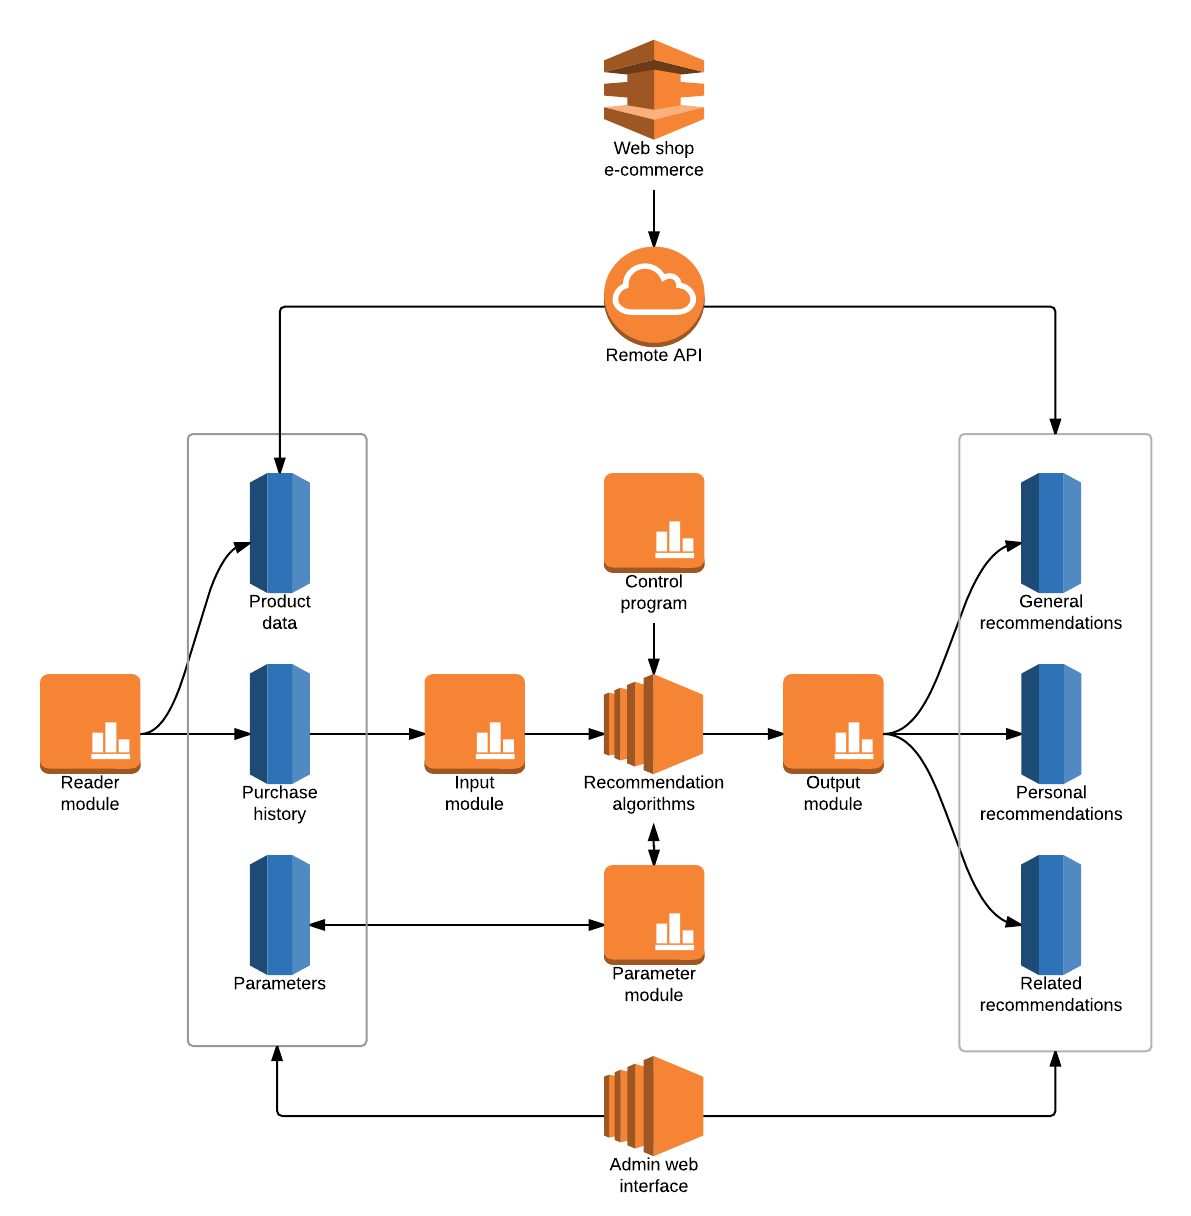 Web shop
e-commerce
Remote API
Control
program
Product
data
General
recommendations
Reader
module
Purchase
history
Input
module
Recommendation
algorithms
Output
module
Personal
recommendations
Parameters
Parameter
module
Related
recommendations
Admin web
interface